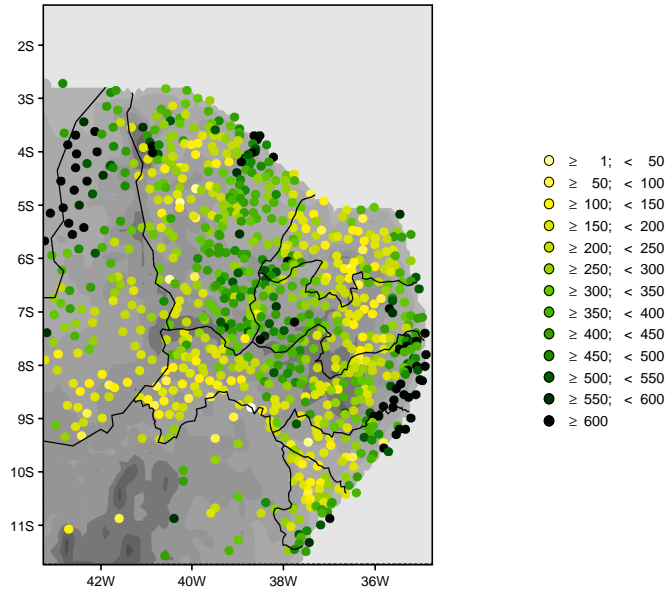 2S
3S
4S
5S
6S
7S
8S
9S
10S
11S
42W 40W 38W 36W
≥ 1; < 50
≥ 50; < 100
≥ 100; < 150
≥ 150; < 200
≥ 200; < 250
≥ 250; < 300
≥ 300; < 350
≥ 350; < 400
≥ 400; < 450
≥ 450; < 500
≥ 500; < 550
≥ 550; < 600
≥ 600